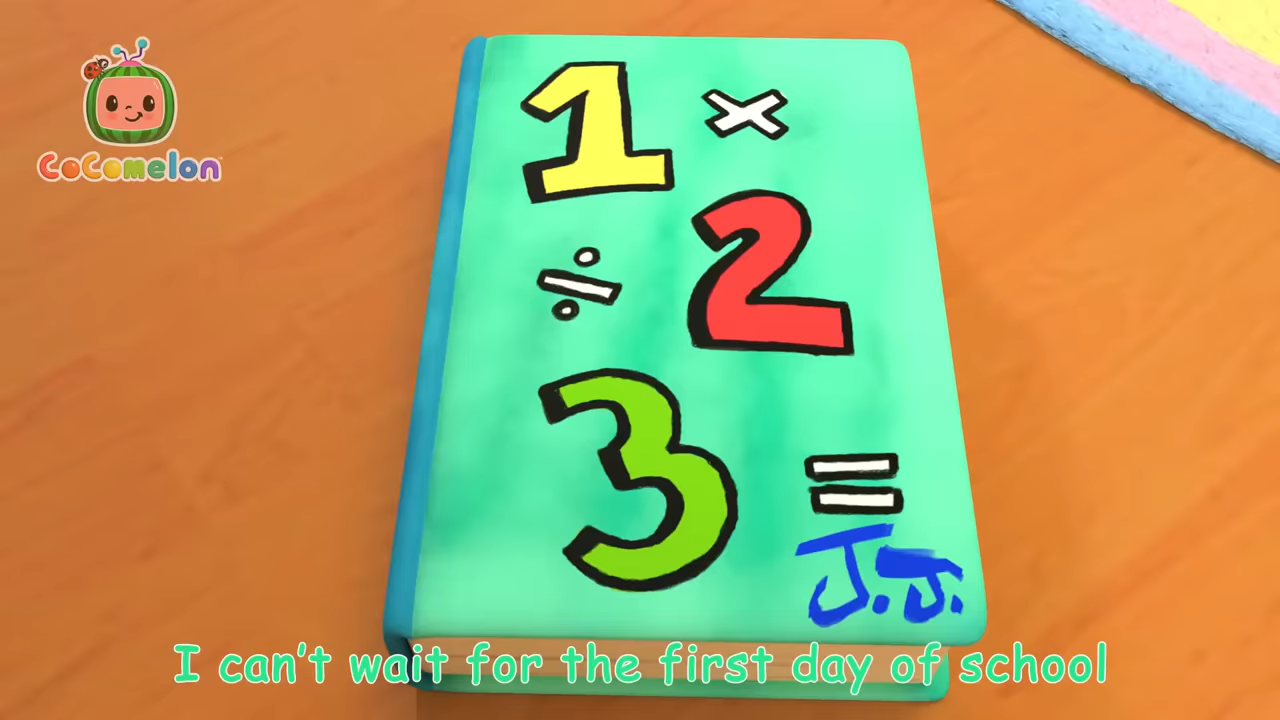 CoComelon
1 ×
÷ 2
3 =
J.J.
I can't wait for the first day of school